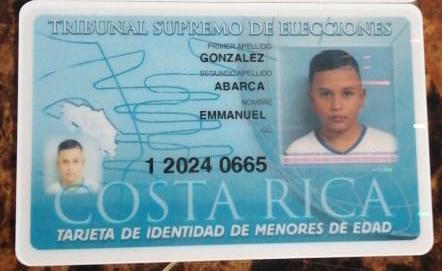 TRIBUNAL SUPREMO DE ELECCIONES
PRIMER APELLIDO
GONZALEZ
SEGUNDO APELLIDO
ABARCA
NOMBRE
EMMANUEL
CC
1 2024 0665
COSTA RICA
TARJETA DE IDENTIDAD DE MENORES DE EDAD